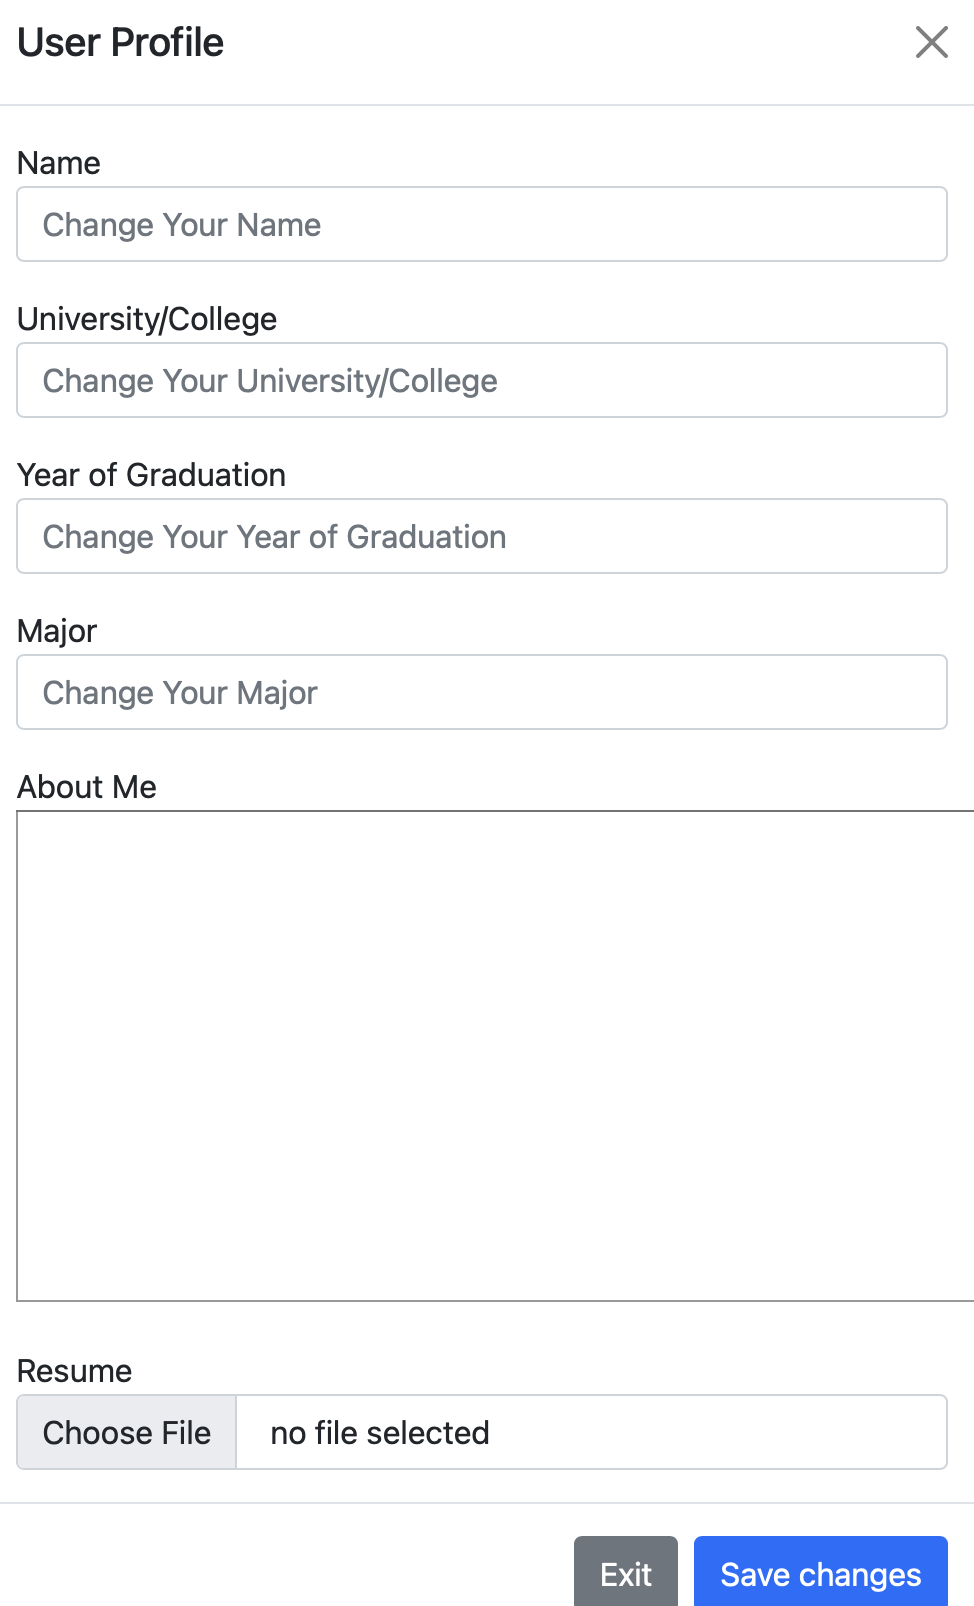 User Profile
Name
Change Your Name
University/College
Change Your University/College
Year of Graduation
Change Your Year of Graduation
Major
Change Your Major
About Me
Resume
Choose File no file selected
Exit Save changes